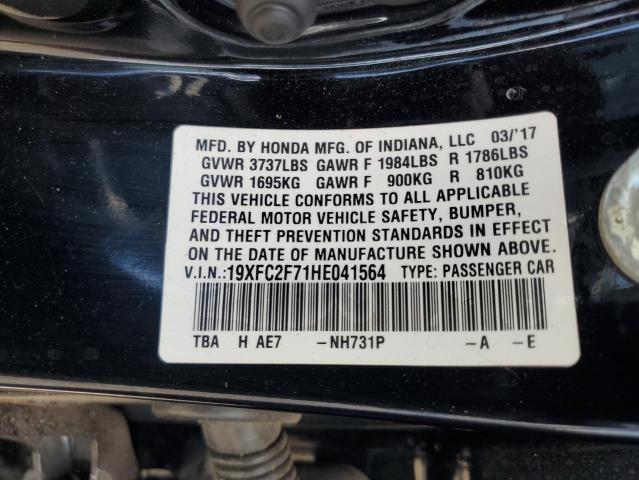 MFD. BY HONDA MFG. OF INDIANA, LLC 03/'17
GVWR 3737LBS GAWR F 1984LBS R 1786LBS
GVWR 1695KG GAWR F 900KG R 810KG
THIS VEHICLE CONFORMS TO ALL APPLICABLE
FEDERAL MOTOR VEHICLE SAFETY, BUMPER,
AND THEFT PREVENTION STANDARDS IN EFFECT
ON THE DATE OF MANUFACTURE SHOWN ABOVE.
V.I.N.:19XFC2F71HE041564 TYPE: PASSENGER CAR
TBA H AE7 -NH731P -A -E